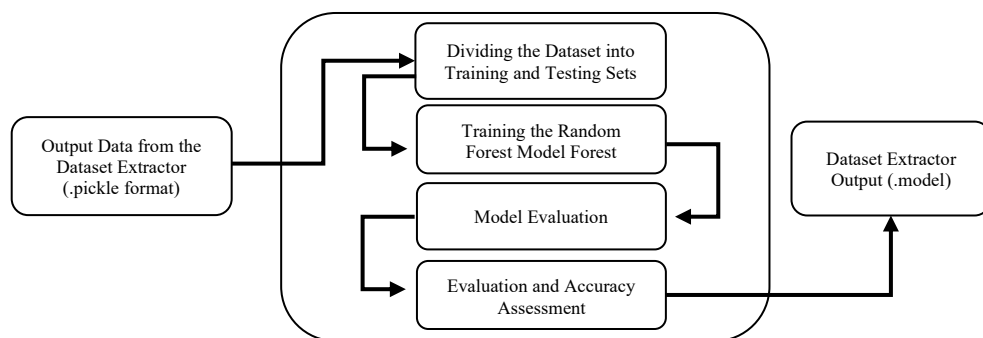 Output Data from the
Dataset Extractor
(.pickle format)
Dividing the Dataset into
Training and Testing Sets
Training the Random
Forest Model Forest
Model Evaluation
Evaluation and Accuracy
Assessment
Dataset Extractor
Output (.model)